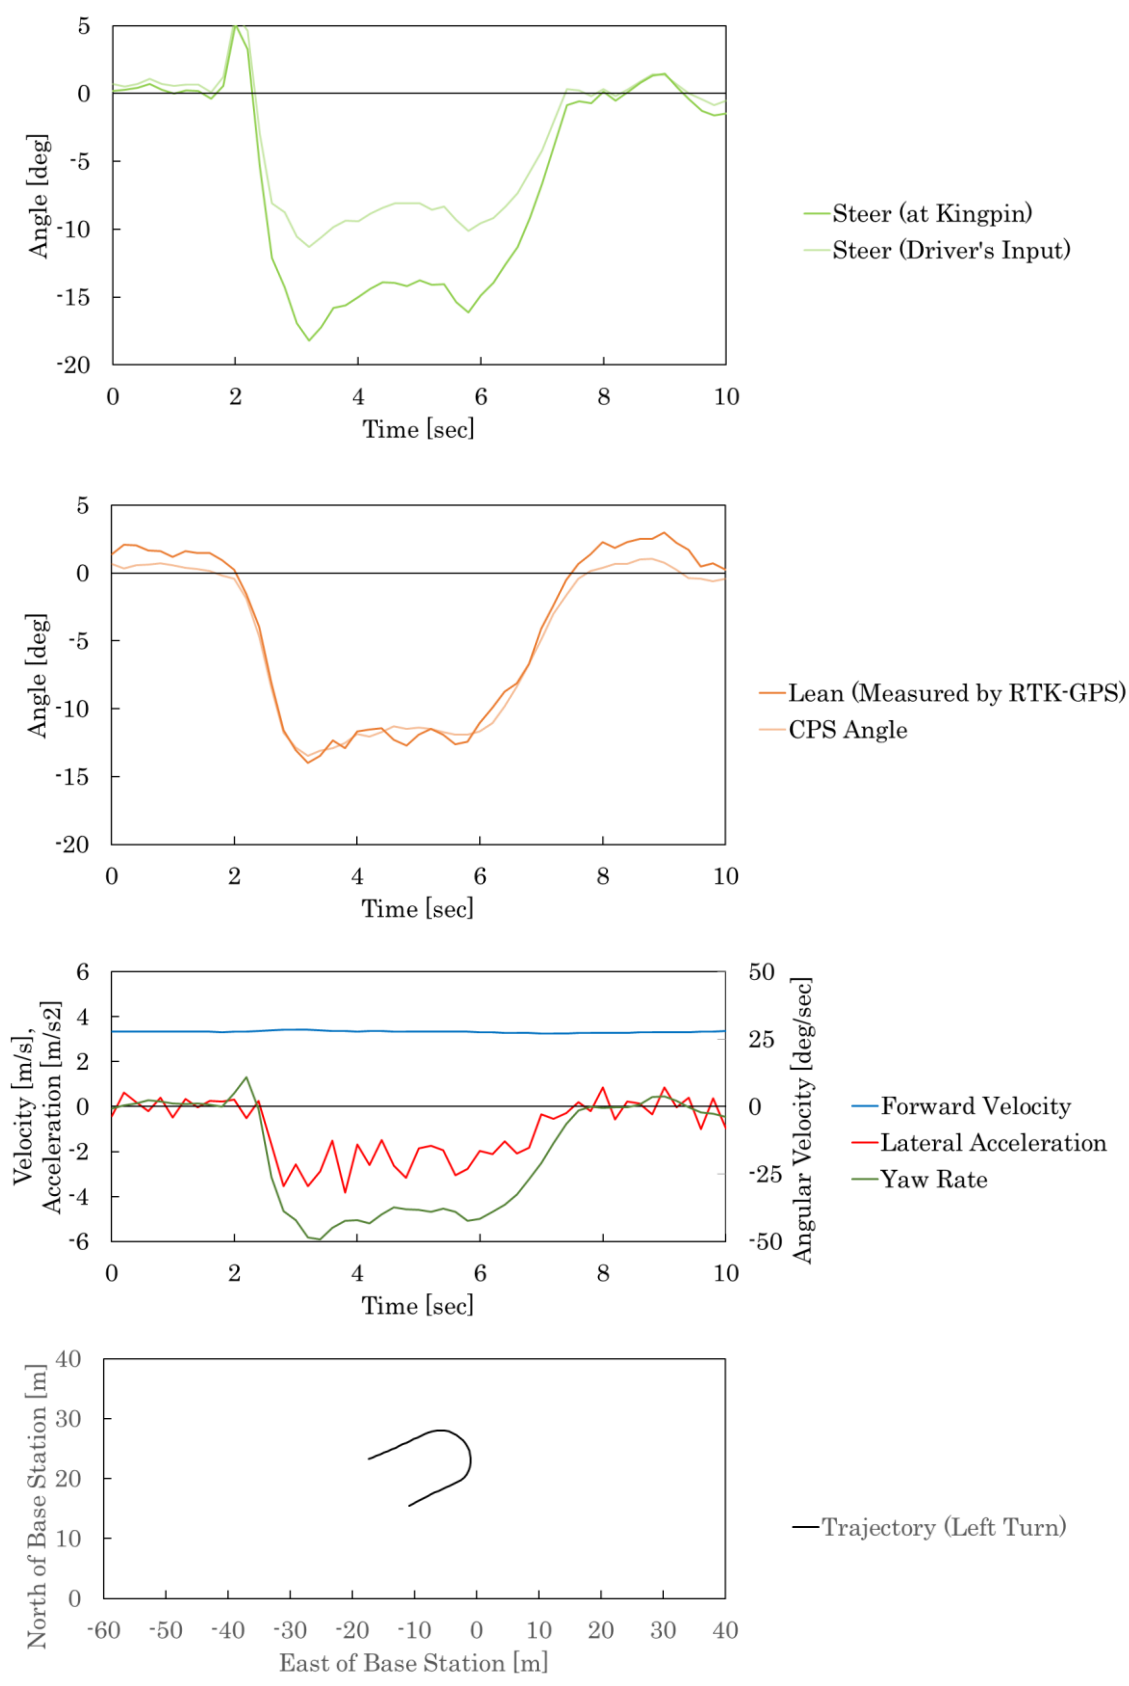 5
0
-5
-10
-15
-20
Angle [deg]
0 2 4 6 8 10
Time [sec]
Steer (at Kingpin)
Steer (Driver's Input)
5
0
-5
-10
-15
-20
Angle [deg]
0 2 4 6 8 10
Time [sec]
Lean (Measured by RTK-GPS)
CPS Angle
6
4
2
0
-2
-4
-6
Velocity [m/s],
Acceleration [m/s2]
50
25
0
-25
-50
Angular Velocity [deg/sec]
0 2 4 6 8 10
Time [sec]
Forward Velocity
Lateral Acceleration
Yaw Rate
40
30
20
10
0
North of Base Station [m]
-60 -50 -40 -30 -20 -10 0 10 20 30 40
East of Base Station [m]
Trajectory (Left Turn)